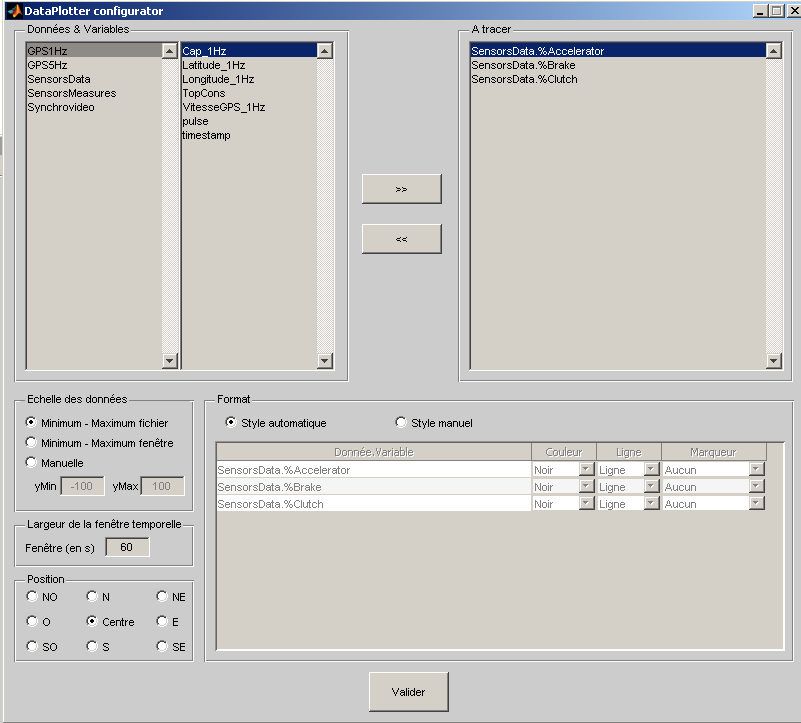 DataPlotter configurator
Données & Variables
GPS1Hz
GPS5Hz
SensorsData
SensorsMeasures
Synchrovideo
Cap_1Hz
Latitude_1Hz
Longitude_1Hz
TopCons
VitesseGPS_1Hz
pulse
timestamp
>>
<<
A tracer
SensorsData.%Accelerator
SensorsData.%Brake
SensorsData.%Clutch
Echelle des données
Minimum - Maximum fichier
Minimum - Maximum fenêtre
Manuelle
yMin -100 yMax 100
Largeur de la fenêtre temporelle
Fenêtre (en s) 60
Position
NO N NE
O Centre E
SO S SE
Format
Style automatique Style manuel
Donnée.Variable Couleur Ligne Marqueur
SensorsData.%Accelerator Noir Ligne Aucun
SensorsData.%Brake Noir Ligne Aucun
SensorsData.%Clutch Noir Ligne Aucun
Valider